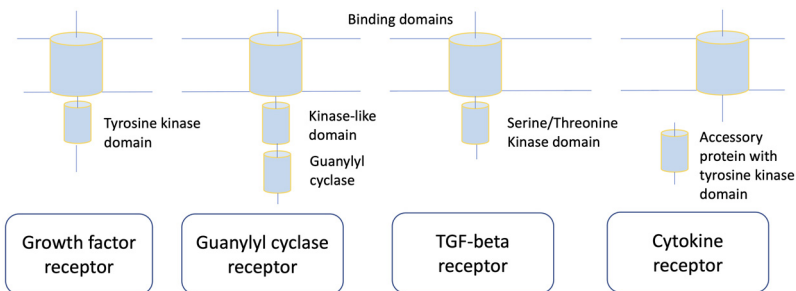 Binding domains
Tyrosine kinase
domain
Kinase-like
domain
Guanylyl
cyclase
Serine/Threonine
Kinase domain
Accessory
protein with
tyrosine kinase
domain
Growth factor
receptor
Guanylyl cyclase
receptor
TGF-beta
receptor
Cytokine
receptor